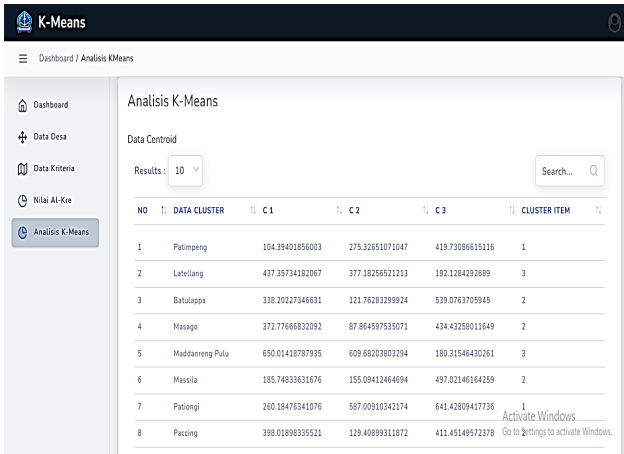 K-Means
Dashboard / Analisis KMeans
Dashboard
Data Desa
Data Kriteria
Nilai Al-Kre
Analisis K-Means
Analisis K-Means
Data Centroid
Results : 10
Search...
NO DATA CLUSTER C 1 C 2 C 3 CLUSTER ITEM
1 Patimpeng 104.39401856003 275.32651071047 419.73086615116 1
2 Latellang 437.35734182067 377.18256521213 192.1284292689 3
3 Batulappa 338.20227346631 121.76283299924 539.0763705945 2
4 Masago 372.77666832092 87.864597535071 434.43258011649 2
5 Maddanreng Pulu 650.01418787935 609.68203803294 180.31546430261 3
6 Massila 185.74833631676 155.09412464694 497.02146164259 2
7 Pationgi 260.18476341076 587.00910342174 641.42809417736 1
8 Paccing 398.01898335521 129.40899311872 411.45149572378 2
Activate Windows
Go to Settings to activate Windows.